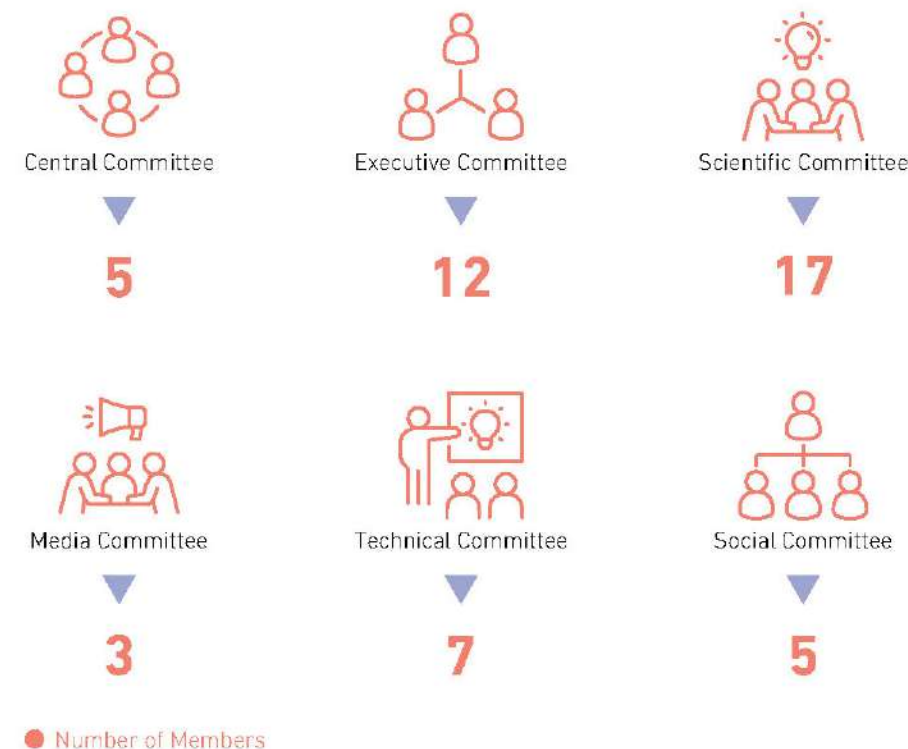 Central Committee
Executive Committee
Scientific Committee
5
12
17
Media Committee
Technical Committee
Social Committee
3
7
5
Number of Members